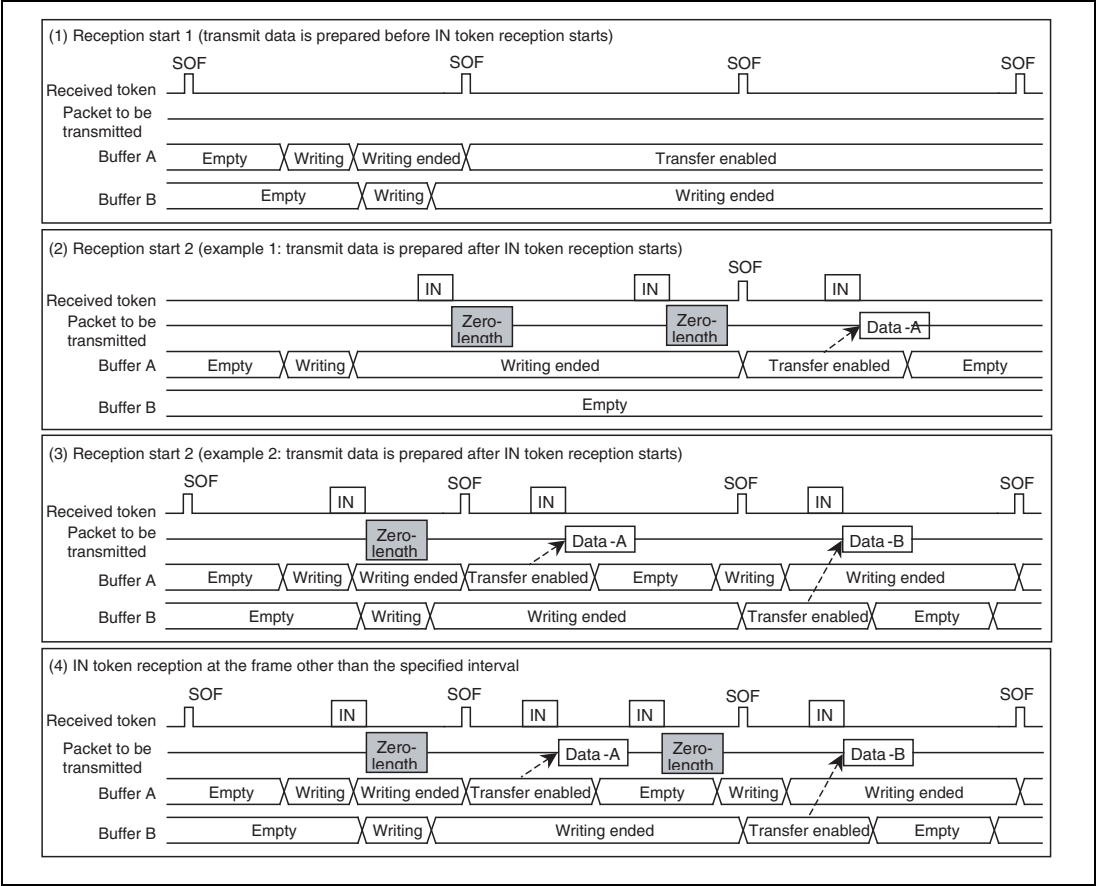 (1) Reception start 1 (transmit data is prepared before IN token reception starts)
SOF SOF SOF SOF
Received token
Packet to be
transmitted
Buffer A Empty Writing Writing ended Transfer enabled
Buffer B Empty Writing Writing ended
(2) Reception start 2 (example 1: transmit data is prepared after IN token reception starts)
SOF
Received token IN IN IN
Packet to be
transmitted
Zero-
length
Zero-
length
Data -A
Buffer A Empty Writing Writing ended Transfer enabled Empty
Buffer B Empty
(3) Reception start 2 (example 2: transmit data is prepared after IN token reception starts)
SOF SOF SOF SOF
Received token IN IN IN
Packet to be
transmitted
Zero-
length
Data -A Data -B
Buffer A Empty Writing Writing ended Transfer enabled Empty Writing Writing ended
Buffer B Empty Writing Writing ended Transfer enabled Empty
(4) IN token reception at the frame other than the specified interval
SOF SOF SOF SOF
Received token IN IN IN IN
Packet to be
transmitted
Zero-
length
Data -A
Zero-
length
Data -B
Buffer A Empty Writing Writing ended Transfer enabled Empty Writing Writing ended
Buffer B Empty Writing Writing ended Transfer enabled Empty